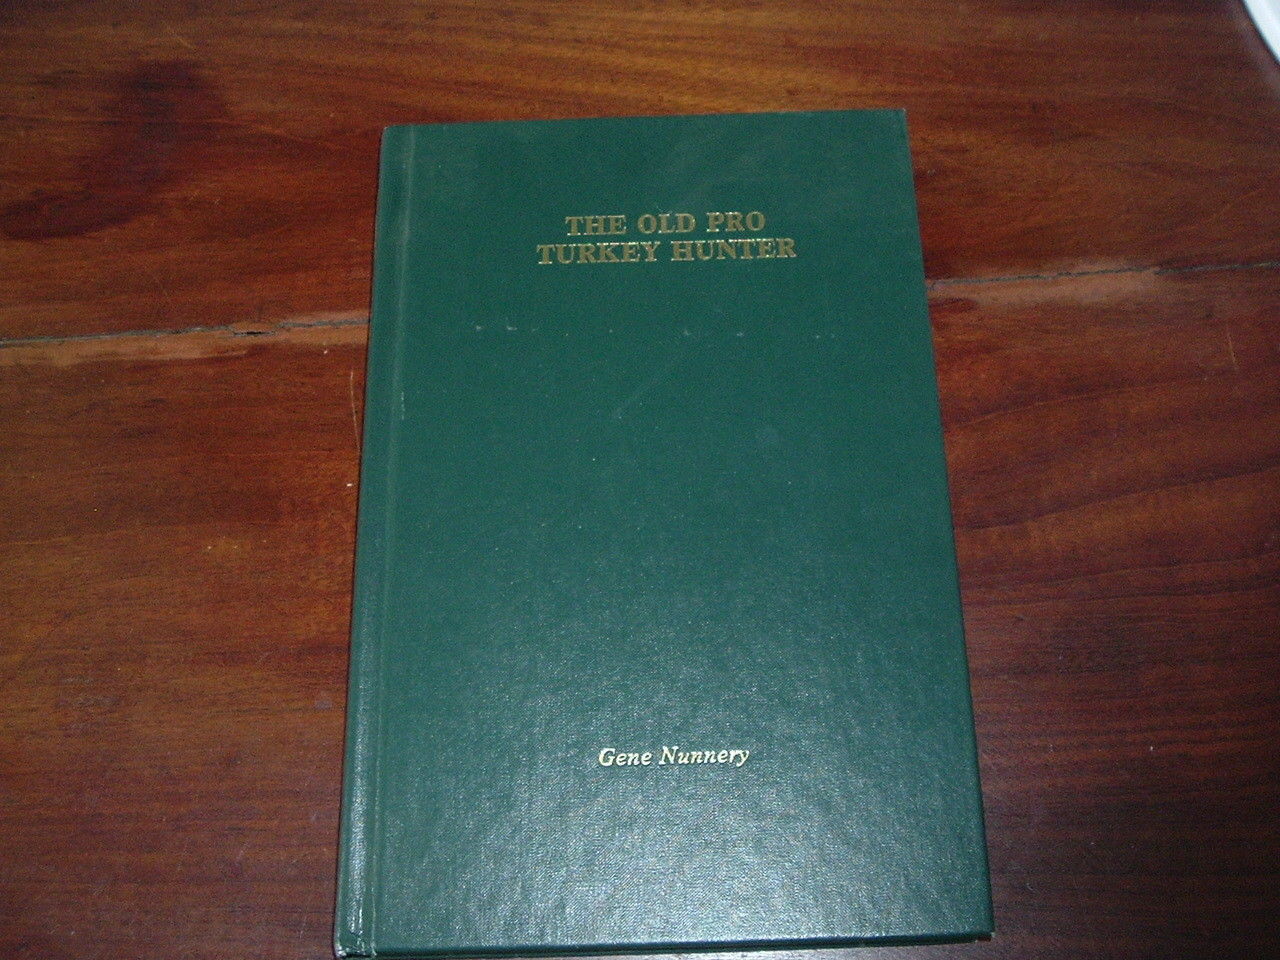 THE OLD PRO
TURKEY HUNTER
Gene Nunnery